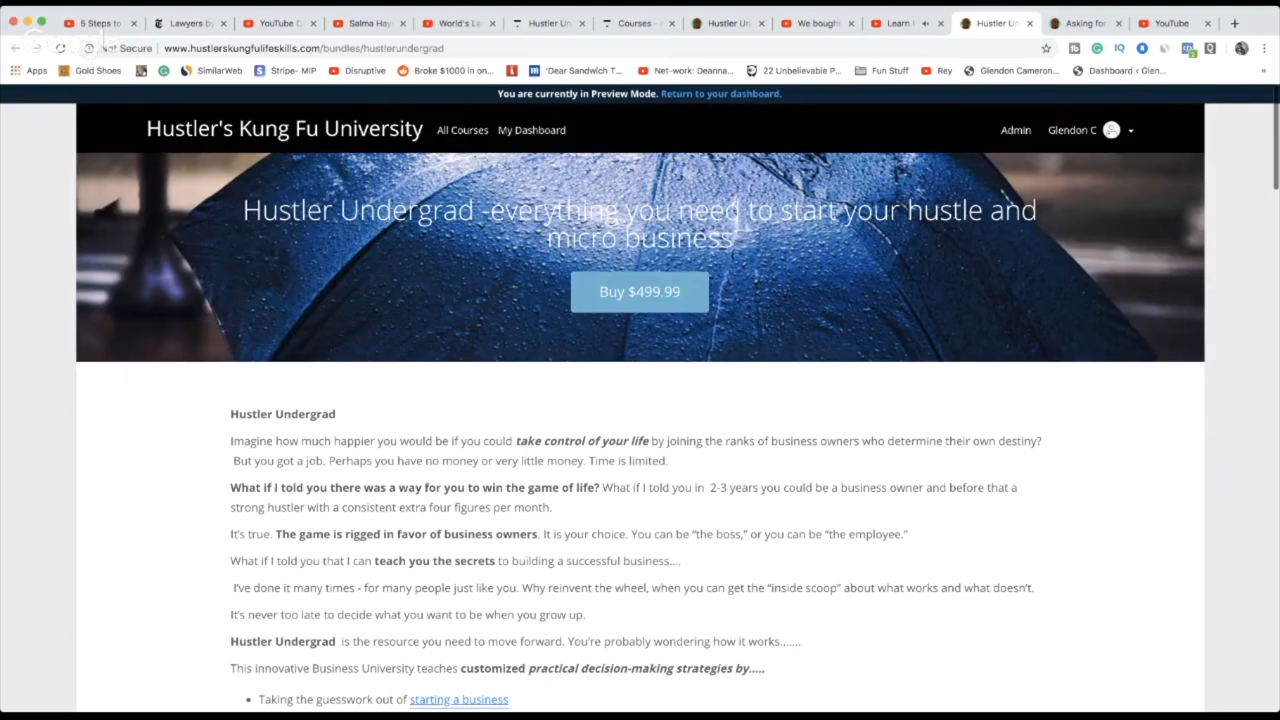 5 Steps to
Lawyers by
YouTube C
Salma Hay
World's Le
Hustler Un
Courses -
Hustler Un
We bough
Learn
Hustler Un
Asking for
YouTube
Not Secure
www.hustlerskungfulifeskills.com/bundles/hustlerundergrad
Apps
Gold Shoes
SimilarWeb
Stripe- MIP
Disruptive
Broke $1000 in on...
'Dear Sandwich T...
Net-work: Deanna...
22 Unbelievable P...
Fun Stuff
Rey
Glendon Cameron...
Dashboard ‹ Glen...
»
You are currently in Preview Mode. Return to your dashboard.
Hustler's Kung Fu University
All Courses
My Dashboard
Admin
Glendon C
Hustler Undergrad -everything you need to start your hustle and
micro business
Buy $499.99
Hustler Undergrad
Imagine how much happier you would be if you could take control of your life by joining the ranks of business owners who determine their own destiny?
But you got a job. Perhaps you have no money or very little money. Time is limited.
What if I told you there was a way for you to win the game of life? What if I told you in 2-3 years you could be a business owner and before that a
strong hustler with a consistent extra four figures per month.
It's true. The game is rigged in favor of business owners. It is your choice. You can be “the boss,” or you can be “the employee.”
What if I told you that I can teach you the secrets to building a successful business....
I've done it many times - for many people just like you. Why reinvent the wheel, when you can get the “inside scoop” about what works and what doesn't.
It's never too late to decide what you want to be when you grow up.
Hustler Undergrad is the resource you need to move forward. You're probably wondering how it works.......
This innovative Business University teaches customized practical decision-making strategies by.....
• Taking the guesswork out of starting a business